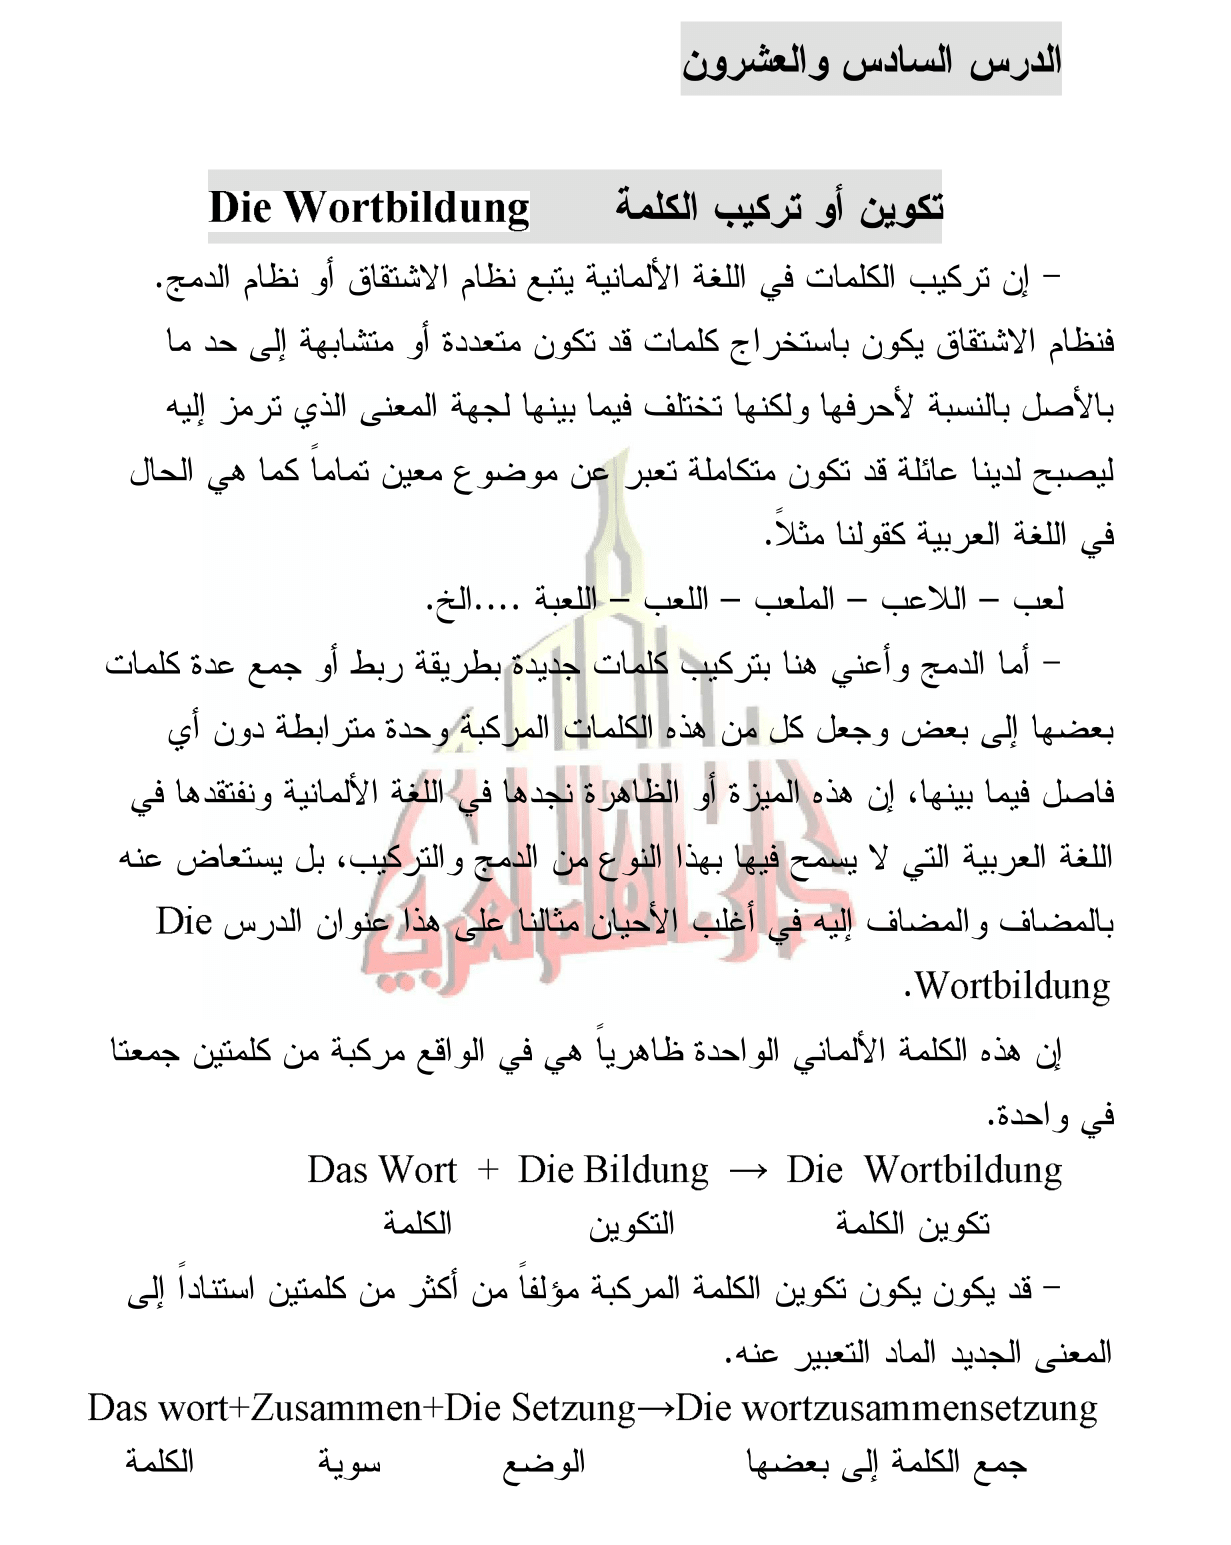 الدرس السادس والعشرون
تكوين أو تركيب الكلمة Die Wortbildung
- إن تركيب الكلمات في اللغة الألمانية يتبع نظام الاشتقاق أو نظام الدمج.
فنظام الاشتقاق يكون باستخراج كلمات قد تكون متعددة أو متشابهة إلى حد ما
بالأصل بالنسبة لأحرفها ولكنها تختلف فيما بينها لجهة المعنى الذي ترمز إليه
ليصبح لدينا عائلة قد تكون متكاملة تعبر عن موضوع معين تماماً كما هي الحال
في اللغة العربية كقولنا مثلاً.
لعب - اللاعب - الملعب - اللعب - اللعبة ....الخ.
- أما الدمج وأعني هنا بتركيب كلمات جديدة بطريقة ربط أو جمع عدة كلمات
بعضها إلى بعض وجعل كل من هذه الكلمات المركبة وحدة مترابطة دون أي
فاصل فيما بينها، إن هذه الميزة أو الظاهرة نجدها في اللغة الألمانية ونفتقدها في
اللغة العربية التي لا يسمح فيها بهذا النوع من الدمج والتركيب، بل يستعاض عنه
بالمضاف والمضاف إليه في أغلب الأحيان مثالنا على هذا عنوان الدرس Die
Wortbildung.
إن هذه الكلمة الألماني الواحدة ظاهرياً هي في الواقع مركبة من كلمتين جمعتا
في واحدة.
Das Wort + Die Bildung → Die Wortbildung
تكوين الكلمة التكوين الكلمة
- قد يكون يكون تكوين الكلمة المركبة مؤلفاً من أكثر من كلمتين استناداً إلى
المعنى الجديد الماد التعبير عنه.
Das wort+Zusammen+Die Setzung→Die wortzusammensetzung
جمع الكلمة إلى بعضها الوضع سوية الكلمة
دار القلم العربي